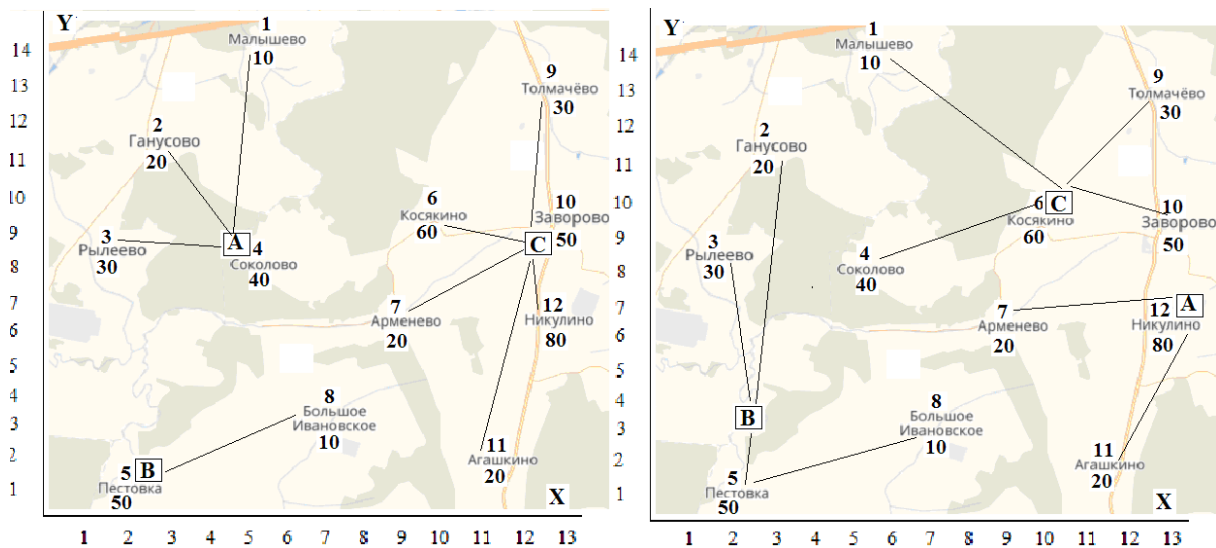 Y
14
13
12
11
10
9
8
7
6
5
4
3
2
1
1
Малышево
10
9
Толмачёво
30
2
Ганусово
20
6
Косякино
60
10
Заворово
50
3
Рылеево
30
A
4
Соколово
40
C
7
Арменево
20
12
Никулино
80
8
Большое
Ивановское
10
5
Пестовка
50
B
11
Агашкино
20
X
1 2 3 4 5 6 7 8 9 10 11 12 13
Y
14
13
12
11
10
9
8
7
6
5
4
3
2
1
1
Малышево
10
9
Толмачёво
30
2
Ганусово
20
6
C
Косякино
60
10
Заворово
50
3
Рылеево
30
4
Соколово
40
7
Арменево
20
A
12
Никулино
80
B
8
Большое
Ивановское
10
5
Пестовка
50
11
Агашкино
20
X
1 2 3 4 5 6 7 8 9 10 11 12 13